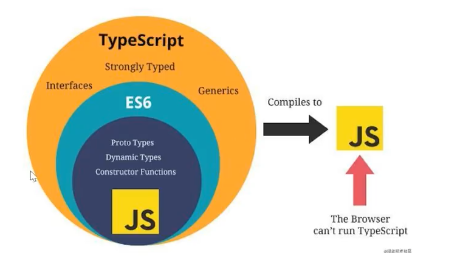 TypeScript
Strongly Typed
Interfaces
Generics
ES6
Proto Types
Dynamic Types
Constructor Functions
JS
Compiles to
JS
The Browser
can't run TypeScript